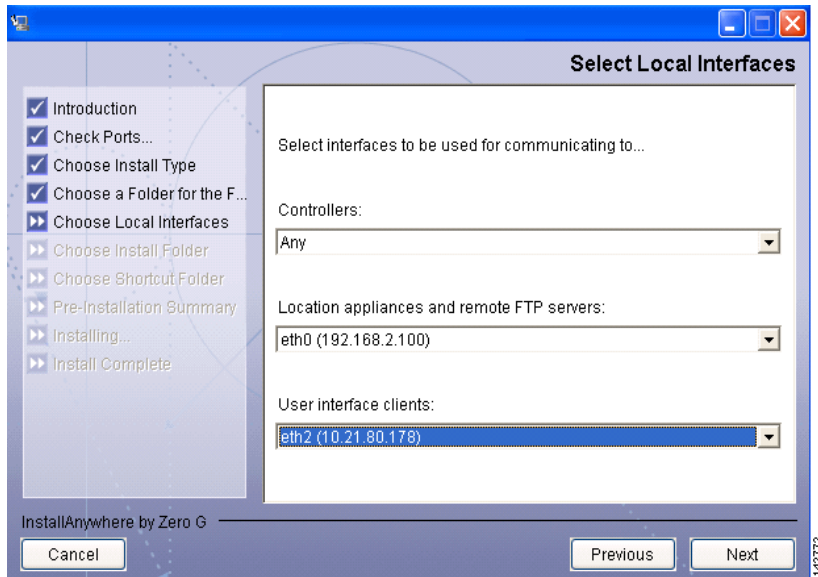 Select Local Interfaces
Introduction
Check Ports...
Choose Install Type
Choose a Folder for the F...
Choose Local Interfaces
Choose Install Folder
Choose Shortcut Folder
Pre-Installation Summary
Installing...
Install Complete
Select interfaces to be used for communicating to...
Controllers:
Any
Location appliances and remote FTP servers:
eth0 (192.168.2.100)
User interface clients:
eth2 (10.21.80.178)
InstallAnywhere by Zero G
Cancel
Previous
Next